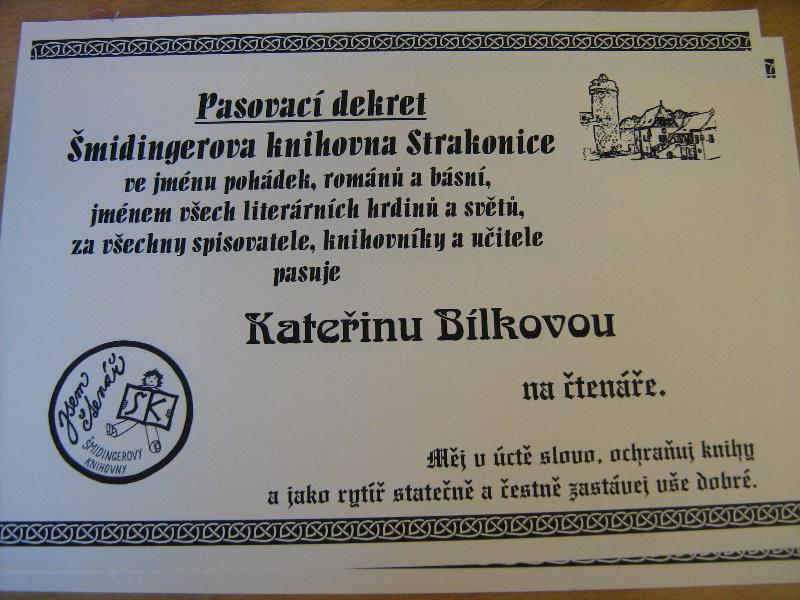 Pasovací dekret
Šmidingerova knihovna Strakonice
ve jménu pohádek, románů a básní,
jménem všech literárních hrdinů a světů,
za všechny spisovatele, knihovníky a učitele
pasuje
Kateřinu Bílkovou
na čtenáře.
Jsem
čtenář
ŠK
ŠMIDINGEROVY
KNIHOVNY
Měj v úctě slovo, ochraňuj knihy
a jako rytíř statečně a čestně zastávej vše dobré.